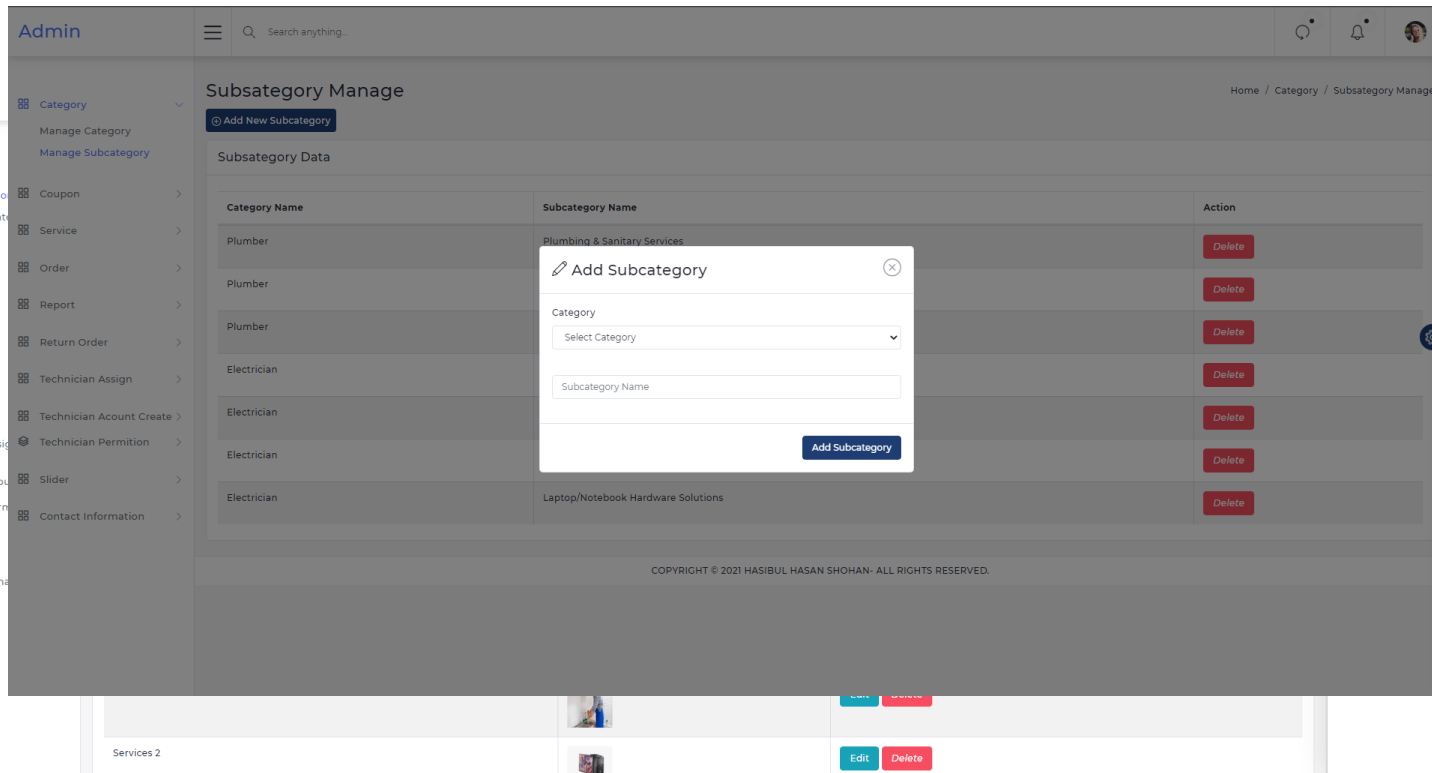 Admin
Search anything...
Subsategory Manage
Home / Category / Subsategory Manage
Add New Subcategory
Category
Manage Category
Manage Subcategory
Coupon
Service
Order
Report
Return Order
Technician Assign
Technician Acount Create
Technician Permition
Slider
Contact Information
Subsategory Data
Category Name Subcategory Name Action
Plumber Plumbing & Sanitary Services Delete
Plumber Delete
Plumber Delete
Electrician Delete
Electrician Delete
Electrician Delete
Electrician Laptop/Notebook Hardware Solutions Delete
Add Subcategory
Category
Select Category
Subcategory Name
Add Subcategory
COPYRIGHT © 2021 HASIBUL HASAN SHOHAN- ALL RIGHTS RESERVED.
Edit Delete
Services 2 Edit Delete